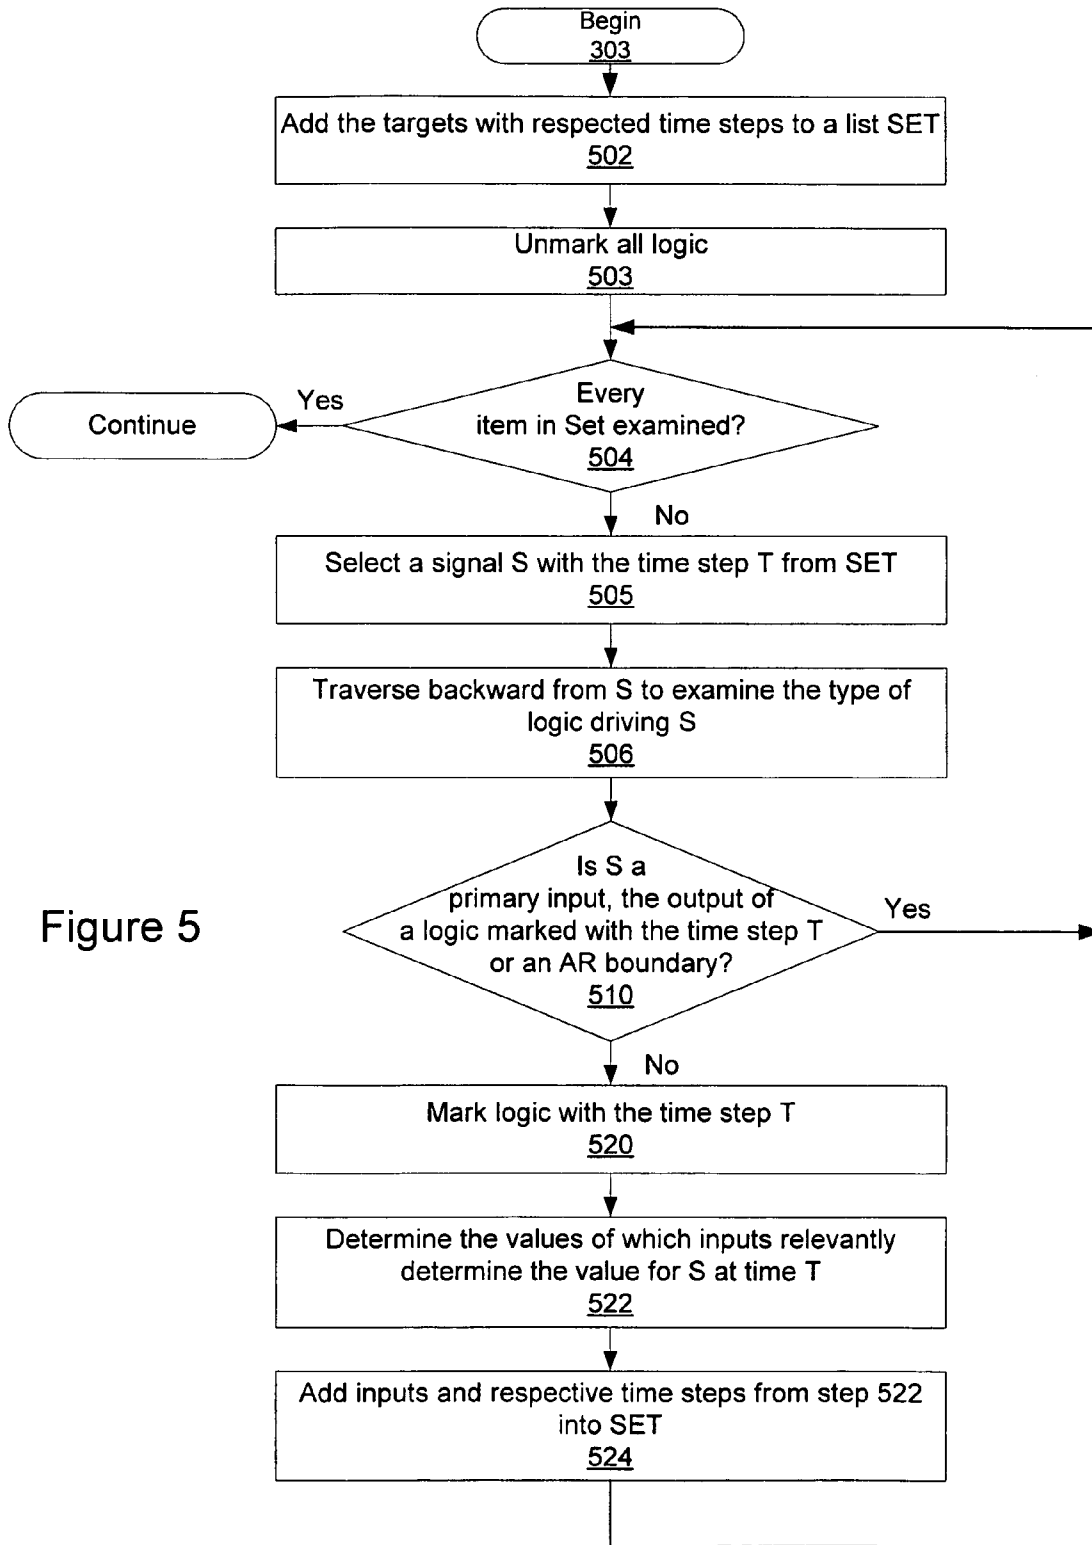 Begin
303
Add the targets with respected time steps to a list SET
502
Unmark all logic
503
Every
item in Set examined?
504
Yes
Continue
No
Select a signal S with the time step T from SET
505
Traverse backward from S to examine the type of
logic driving S
506
Is S a
primary input, the output of
a logic marked with the time step T
or an AR boundary?
510
Yes
Figure 5
No
Mark logic with the time step T
520
Determine the values of which inputs relevantly
determine the value for S at time T
522
Add inputs and respective time steps from step 522
into SET
524